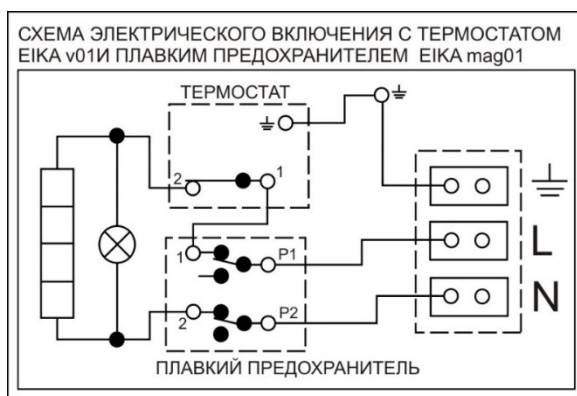 СХЕМА ЭЛЕКТРИЧЕСКОГО ВКЛЮЧЕНИЯ С ТЕРМОСТАТОМ
EIKA v01И ПЛАВКИМ ПРЕДОХРАНИТЕЛЕМ EIKA mag01
ТЕРМОСТАТ
2
1
1
P1
L
2
P2
N
ПЛАВКИЙ ПРЕДОХРАНИТЕЛЬ